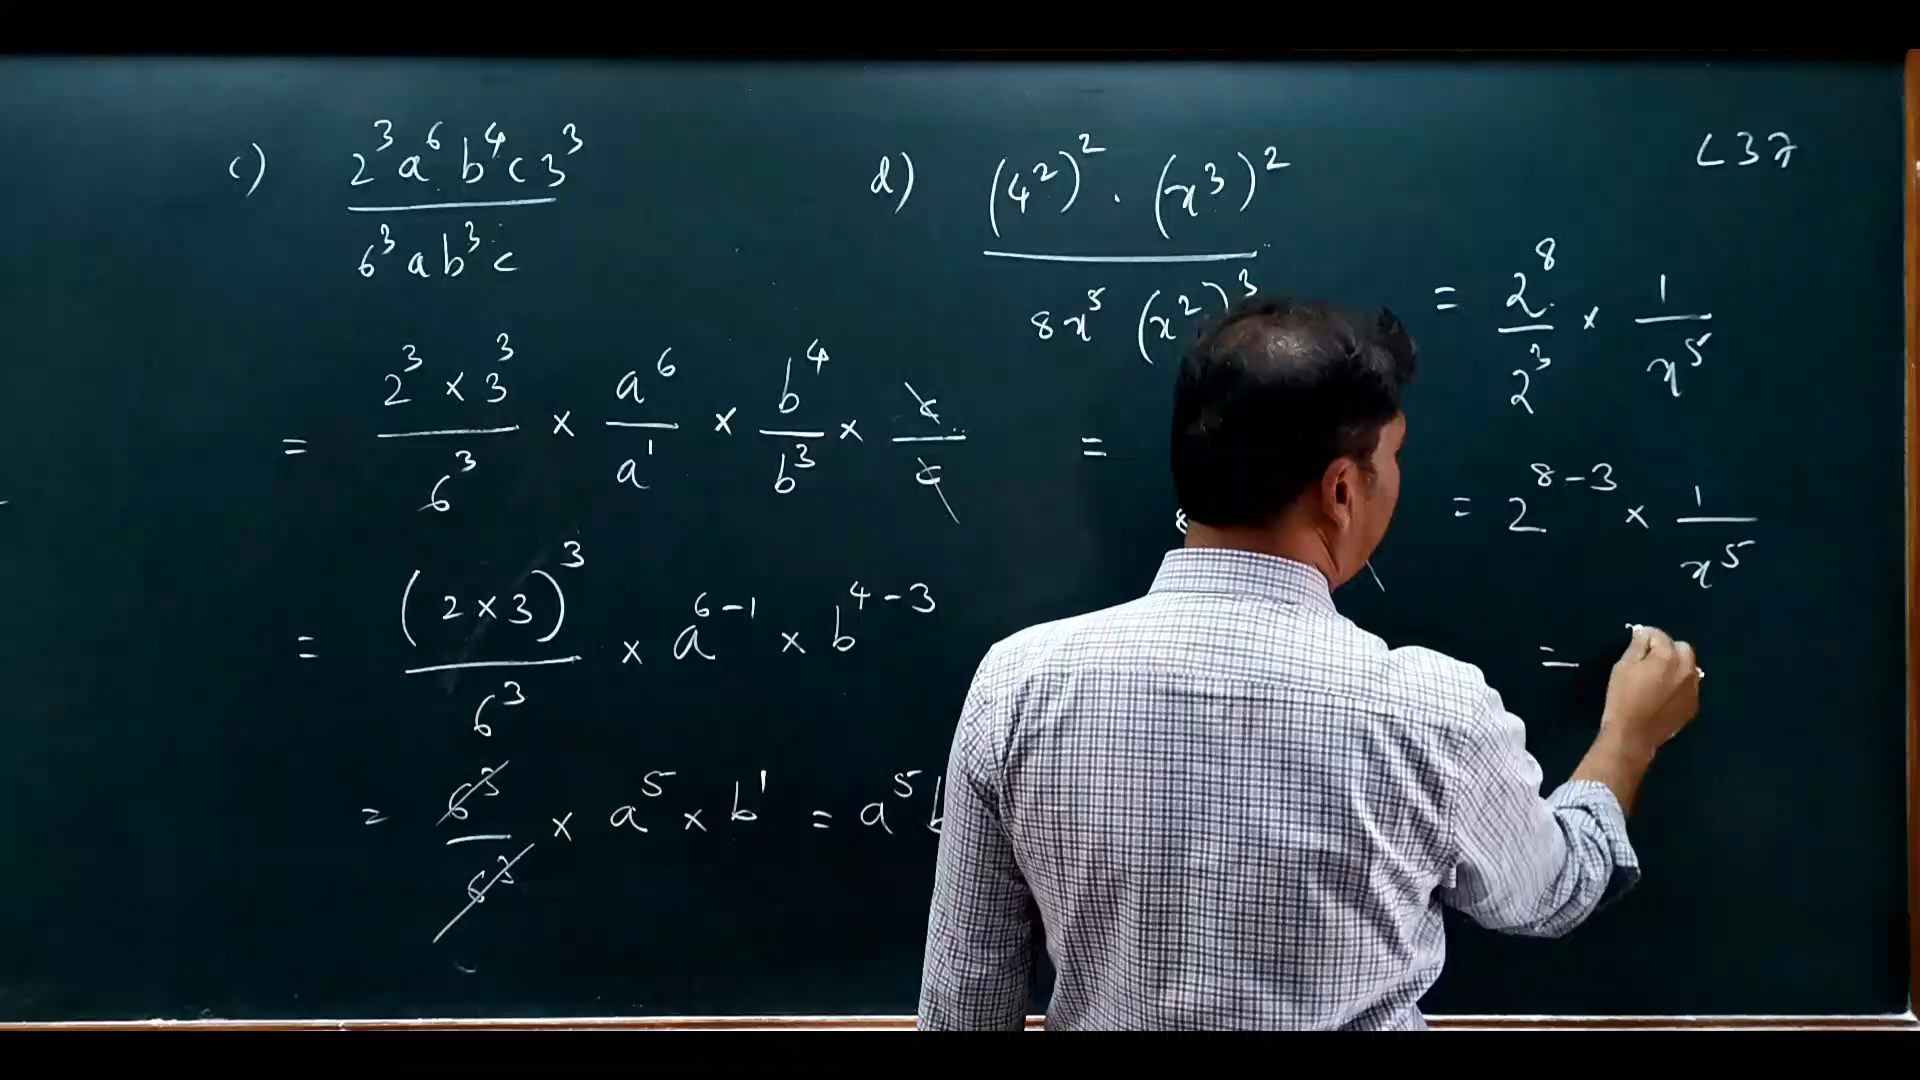 c) 2³a⁶b⁴c3³
6³ab³c
= 2³ × 3³ / 6³ × a⁶ / a¹ × b⁴ / b³ × c / c
= (2 × 3)³ / 6³ × a⁶⁻¹ × b⁴⁻³
= 6³ / 6³ × a⁵ × b¹ = a⁵
d) (4²)² · (x³)²
8x⁵ (x²)³
=
L37
= 2⁸ / 2³ × 1 / x⁵
= 2⁸⁻³ × 1 / x⁵
=